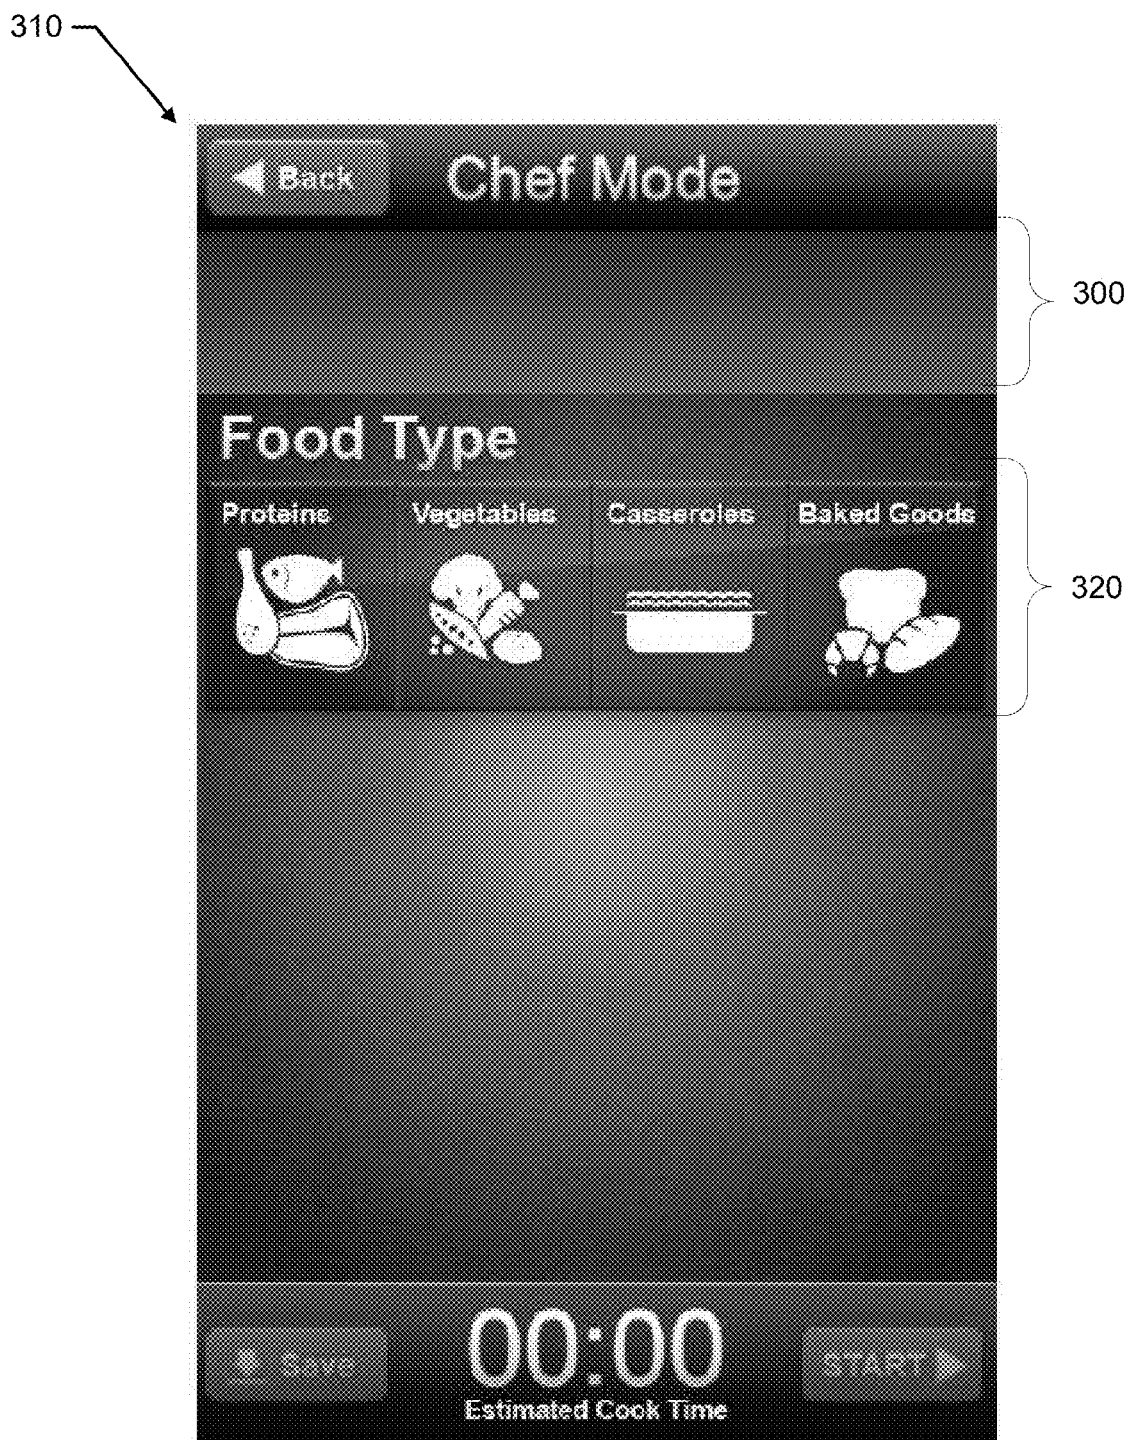 310
Back
Chef Mode
300
Food Type
Proteins
Vegetables
Casseroles
Baked Goods
320
Save
00:00
START
Estimated Cook Time